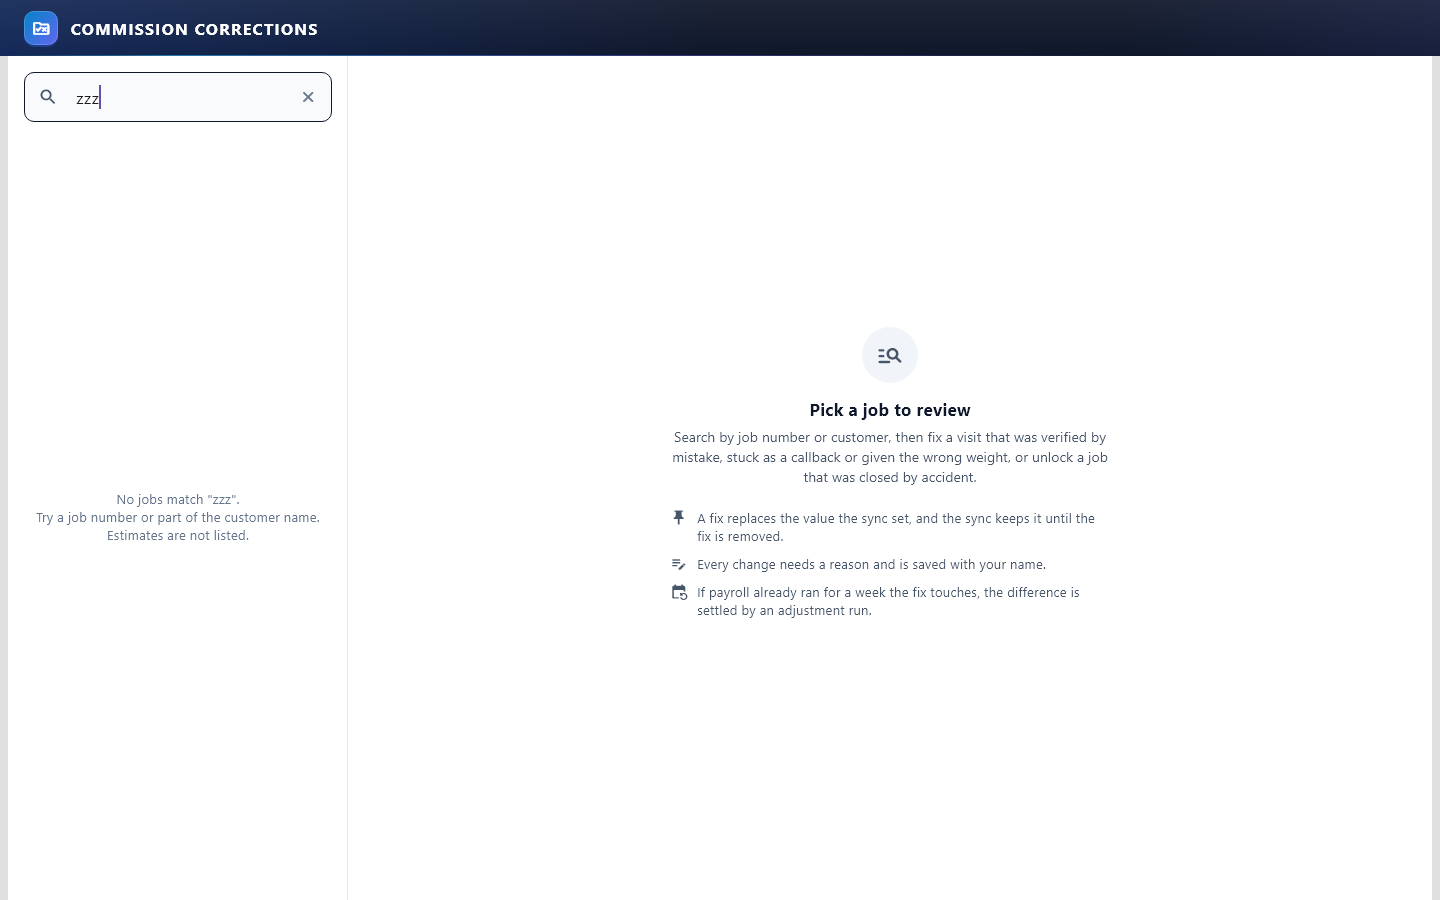 COMMISSION CORRECTIONS
zzz
No jobs match "zzz".
Try a job number or part of the customer name.
Estimates are not listed.
Pick a job to review
Search by job number or customer, then fix a visit that was verified by
mistake, stuck as a callback or given the wrong weight, or unlock a job
that was closed by accident.
A fix replaces the value the sync set, and the sync keeps it until the
fix is removed.
Every change needs a reason and is saved with your name.
If payroll already ran for a week the fix touches, the difference is
settled by an adjustment run.